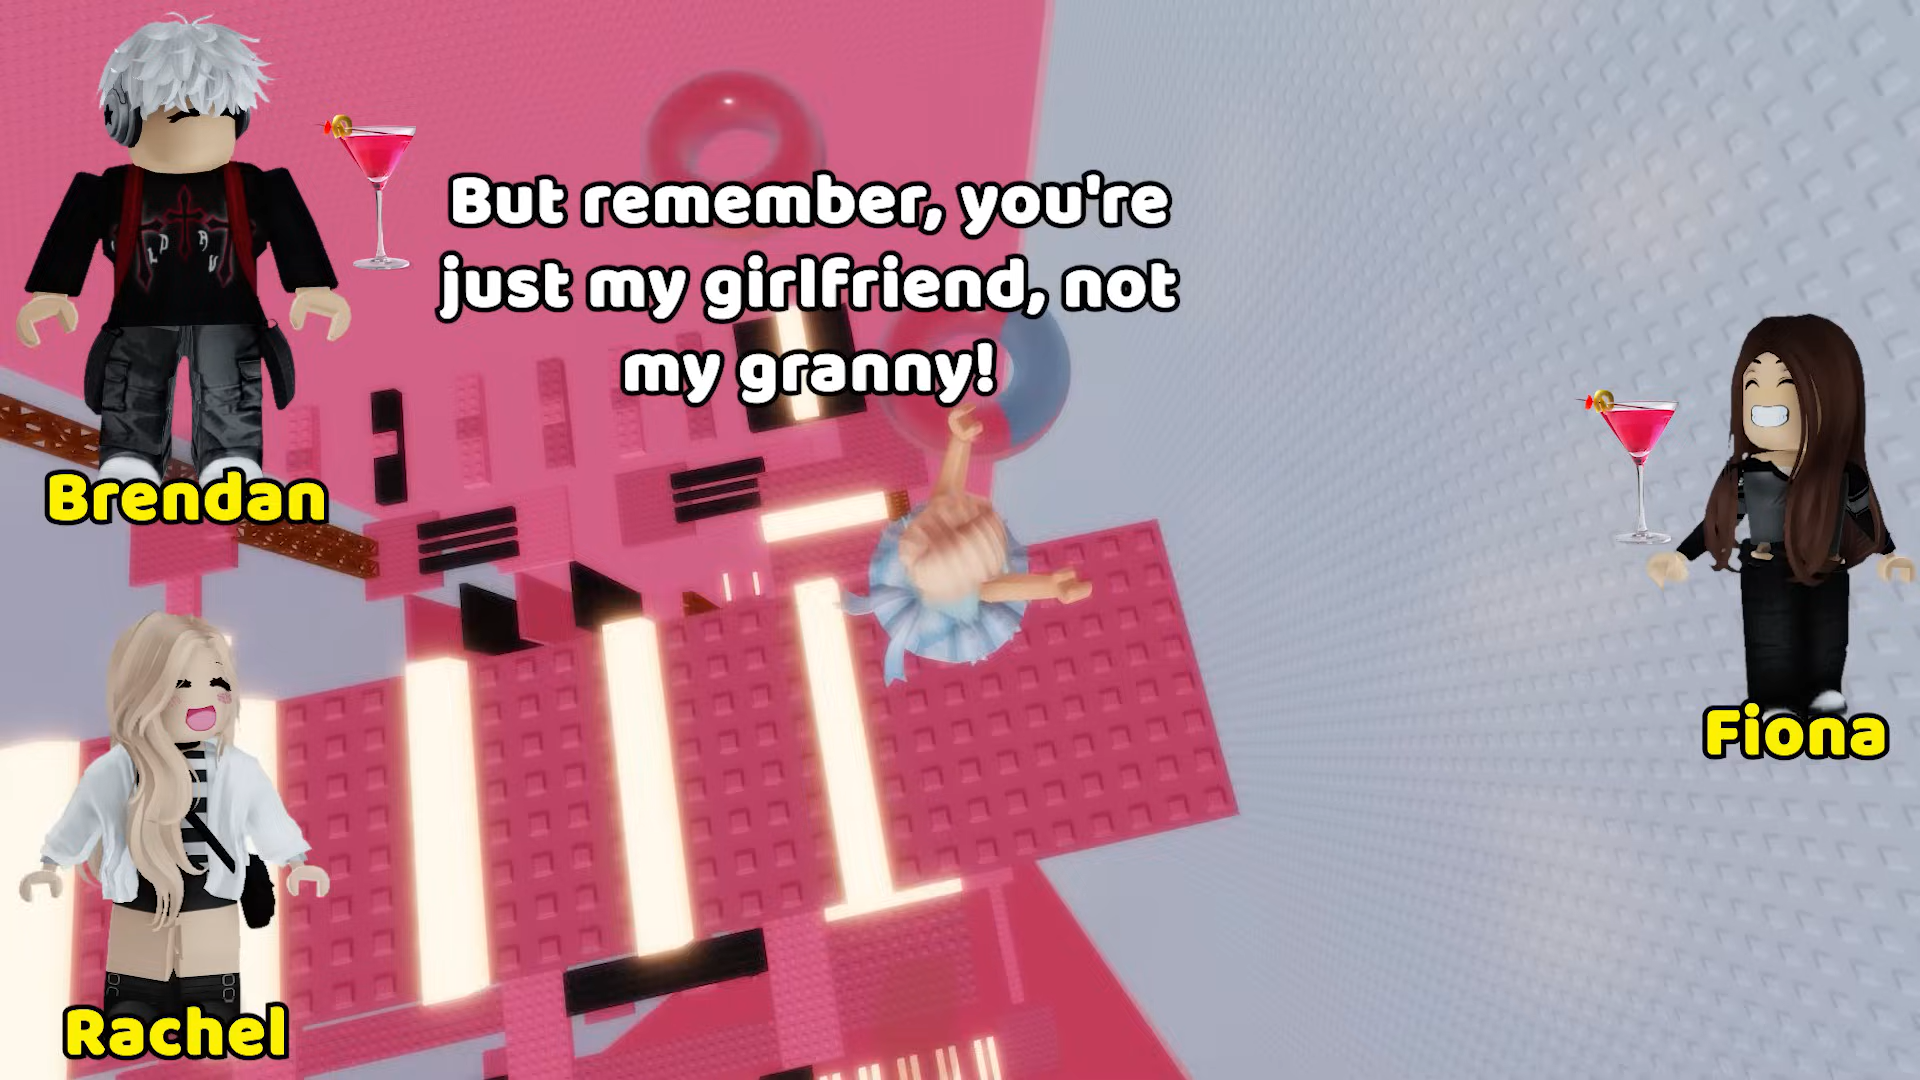 But remember, you're
just my girlfriend, not
my granny!
Brendan
Fiona
Rachel